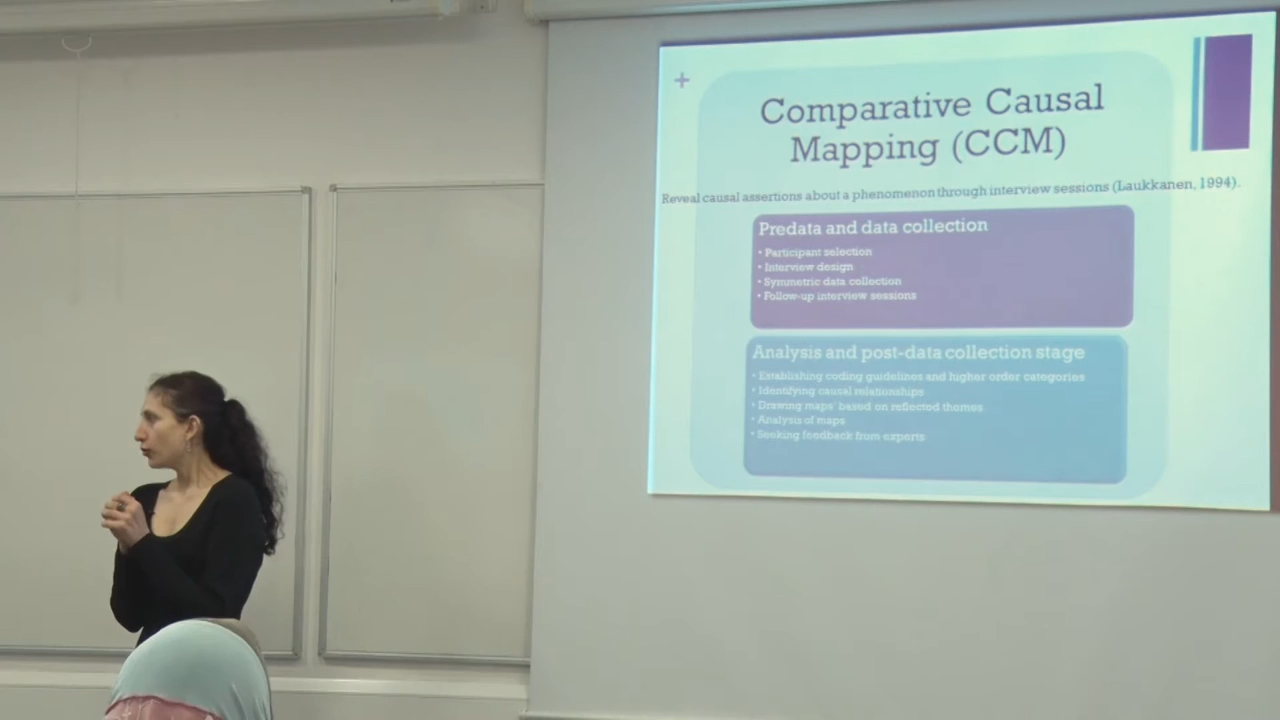 +
Comparative Causal
Mapping (CCM)
Reveal causal assertions about a phenomenon through interview sessions (Laukkanen, 1994).
Predata and data collection
• Participant selection
• Interview design
• Symmetric data collection
• Follow-up interview sessions
Analysis and post-data collection stage
• Establishing coding guidelines and higher order categories
• Identifying causal relationships
• Drawing maps' based on reflected themes
• Analysis of maps
• Seeking feedback from experts